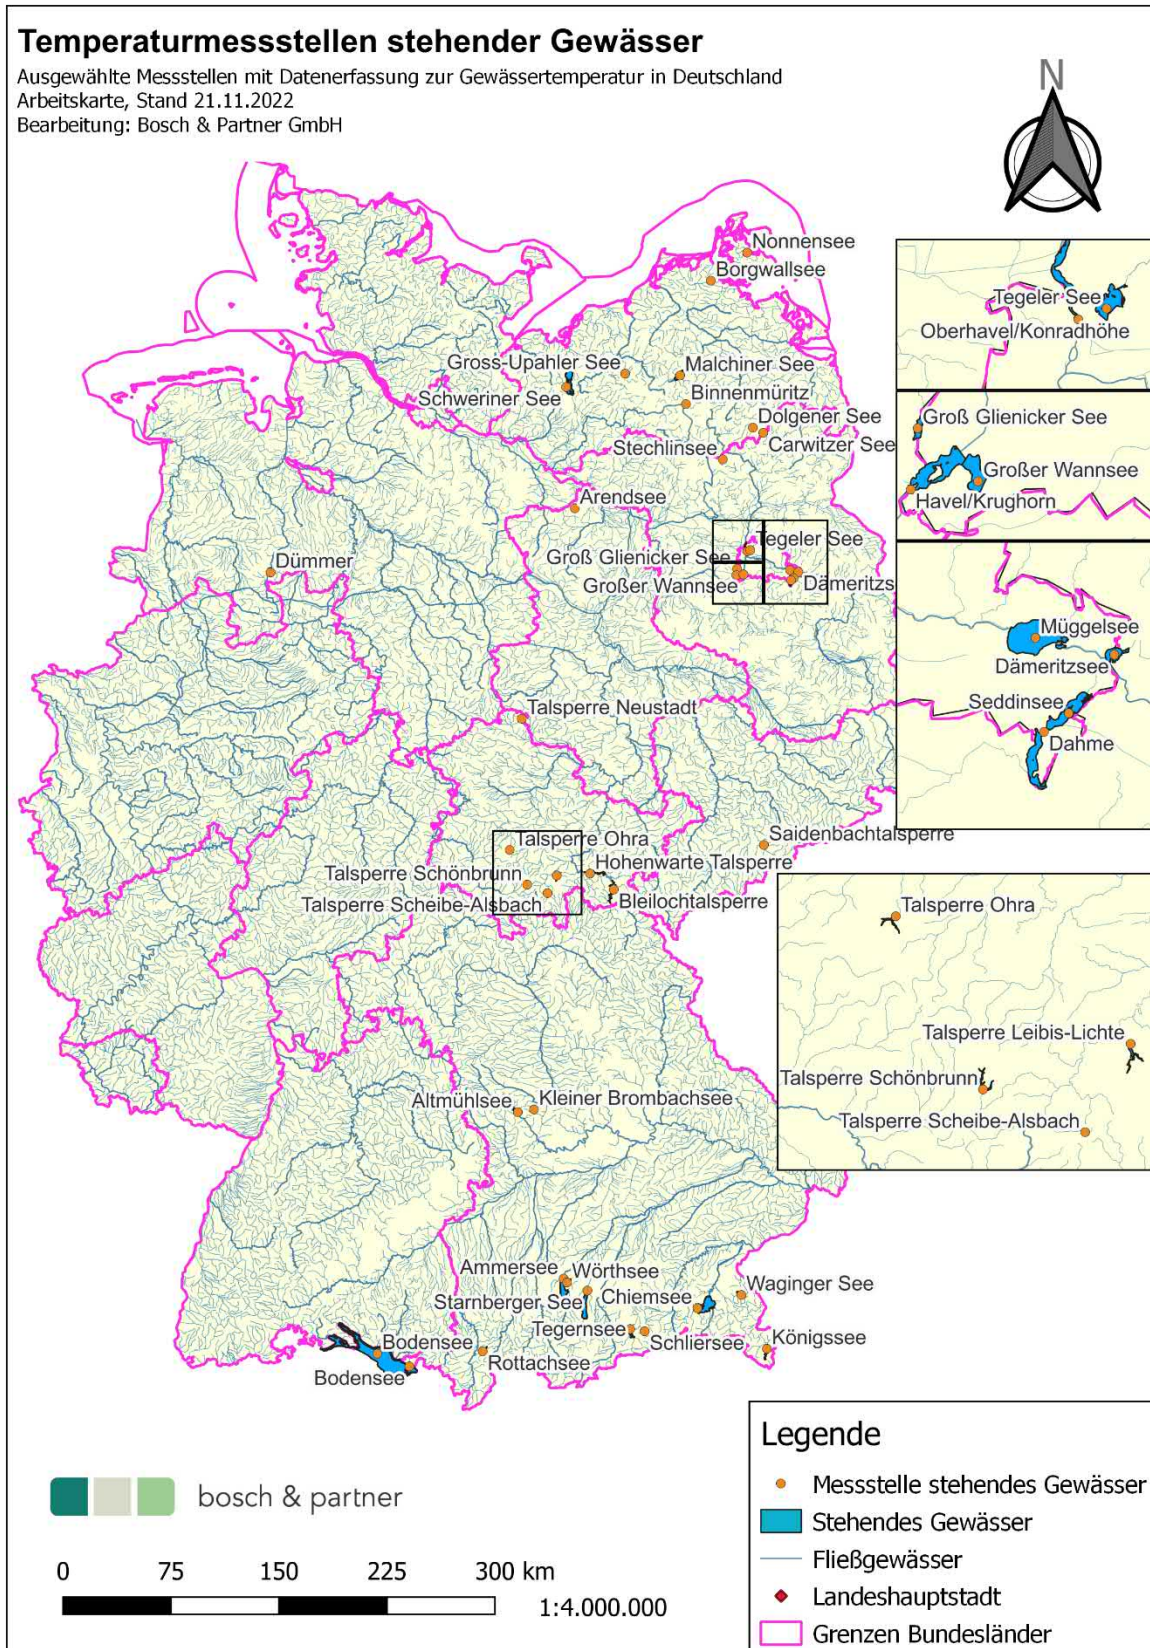 Temperaturmessstellen stehender Gewässer
Ausgewählte Messstellen mit Datenerfassung zur Gewässertemperatur in Deutschland
Arbeitskarte, Stand 21.11.2022
Bearbeitung: Bosch & Partner GmbH
N
Nonnensee
Borgwallsee
Gross-Upahler See
Malchiner See
Schweriner See
Binnenmüritz
Dolgener See
Carwitzer See
Stechlinsee
Arendsee
Tegeler See
Groß Glienicker See
Großer Wannsee
Dämeritzs
Dümmer
Talsperre Neustadt
Talsperre Ohra
Saidenbachtalsperre
Hohenwarte Talsperre
Talsperre Schönbrunn
Bleilochtalsperre
Talsperre Scheibe-Alsbach
Altmühlsee
Kleiner Brombachsee
Ammersee
Wörthsee
Starnberger See
Chiemsee
Waginger See
Tegernsee
Schliersee
Königssee
Bodensee
Bodensee
Rottachsee
Tegeler See
Oberhavel/Konradhöhe
Groß Glienicker See
Großer Wannsee
Havel/Krughorn
Müggelsee
Dämeritzsee
Seddinsee
Dahme
Talsperre Ohra
Talsperre Leibis-Lichte
Talsperre Schönbrunn
Talsperre Scheibe-Alsbach
bosch & partner
0 75 150 225 300 km
1:4.000.000
Legende
Messstelle stehendes Gewässer
Stehendes Gewässer
Fließgewässer
Landeshauptstadt
Grenzen Bundesländer